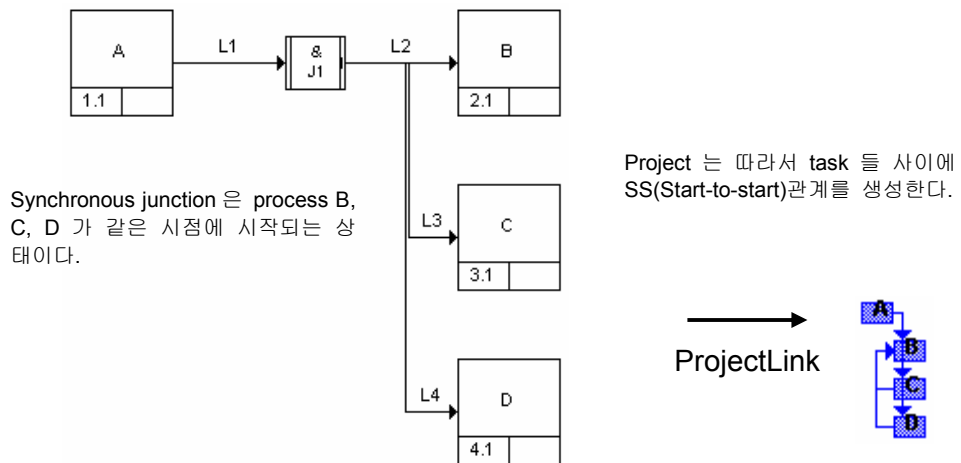 A
1.1
L1
&
J1
L2
B
2.1
Synchronous junction 은 process B,
C, D 가 같은 시점에 시작되는 상
태이다.
L3
C
3.1
L4
D
4.1
Project 는 따라서 task 들 사이에
SS(Start-to-start)관계를 생성한다.
ProjectLink
A
B
C
D